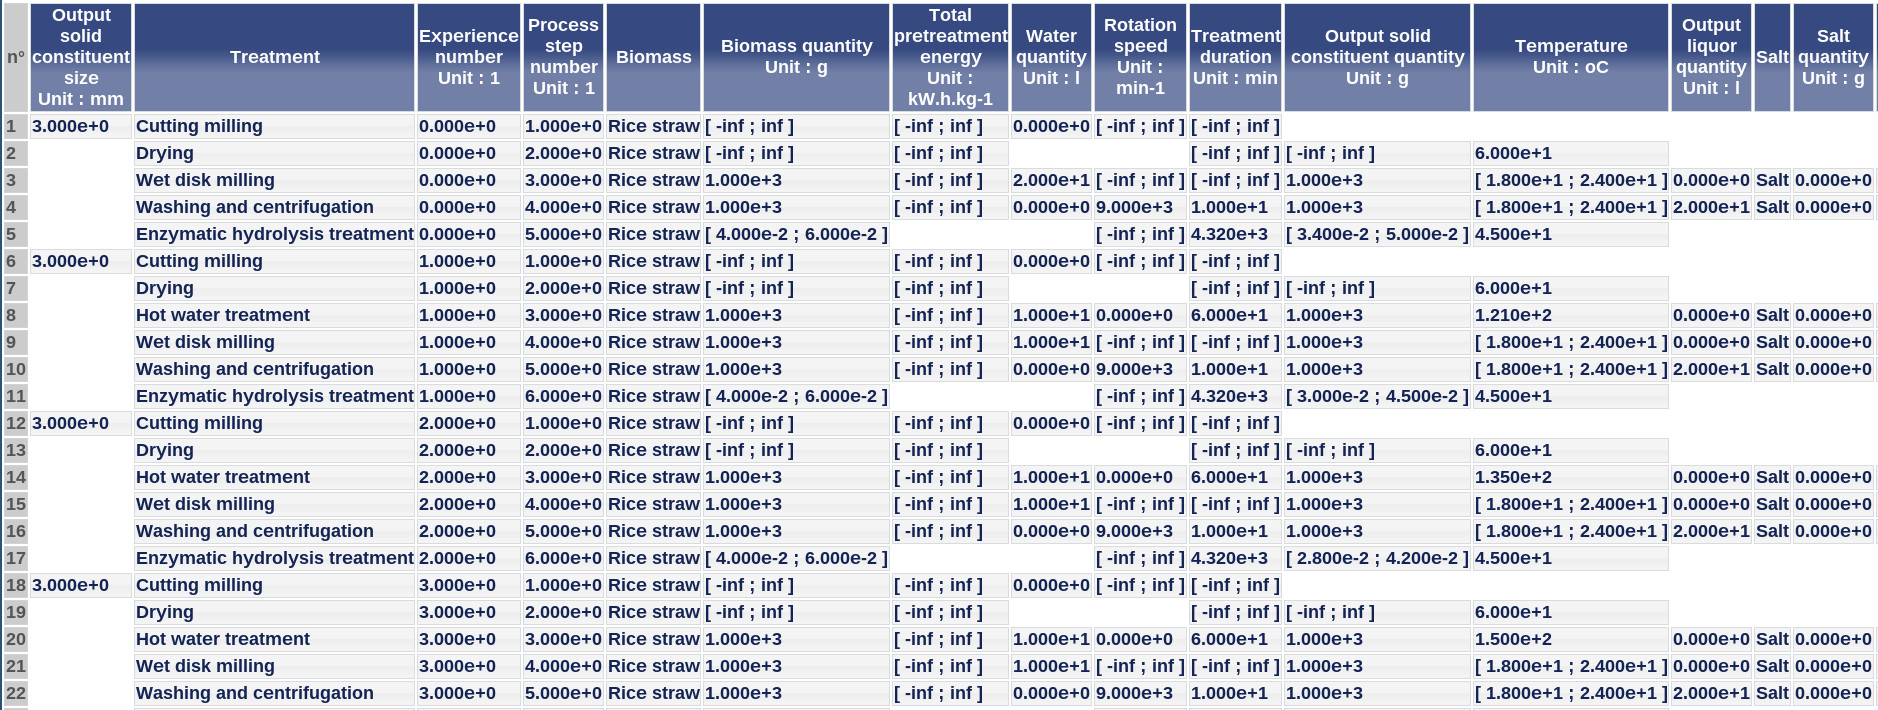 n° Output solid constituent size Unit : mm Treatment Experience number Unit : 1 Process step number Unit : 1 Biomass Biomass quantity Unit : g Total pretreatment energy Unit : kW.h.kg-1 Water quantity Unit : l Rotation speed Unit : min-1 Treatment duration Unit : min Output solid constituent quantity Unit : g Temperature Unit : oC Output liquor quantity Unit : l Salt Salt quantity Unit : g
1 3.000e+0 Cutting milling 0.000e+0 1.000e+0 Rice straw [ -inf ; inf ] [ -inf ; inf ] 0.000e+0 [ -inf ; inf ] [ -inf ; inf ]
2 Drying 0.000e+0 2.000e+0 Rice straw [ -inf ; inf ] [ -inf ; inf ] [ -inf ; inf ] [ -inf ; inf ] 6.000e+1
3 Wet disk milling 0.000e+0 3.000e+0 Rice straw 1.000e+3 [ -inf ; inf ] 2.000e+1 [ -inf ; inf ] [ -inf ; inf ] 1.000e+3 [ 1.800e+1 ; 2.400e+1 ] 0.000e+0 Salt 0.000e+0
4 Washing and centrifugation 0.000e+0 4.000e+0 Rice straw 1.000e+3 [ -inf ; inf ] 0.000e+0 9.000e+3 1.000e+1 1.000e+3 [ 1.800e+1 ; 2.400e+1 ] 2.000e+1 Salt 0.000e+0
5 Enzymatic hydrolysis treatment 0.000e+0 5.000e+0 Rice straw [ 4.000e-2 ; 6.000e-2 ] [ -inf ; inf ] 4.320e+3 [ 3.400e-2 ; 5.000e-2 ] 4.500e+1
6 3.000e+0 Cutting milling 1.000e+0 1.000e+0 Rice straw [ -inf ; inf ] [ -inf ; inf ] 0.000e+0 [ -inf ; inf ] [ -inf ; inf ]
7 Drying 1.000e+0 2.000e+0 Rice straw [ -inf ; inf ] [ -inf ; inf ] [ -inf ; inf ] [ -inf ; inf ] 6.000e+1
8 Hot water treatment 1.000e+0 3.000e+0 Rice straw 1.000e+3 [ -inf ; inf ] 1.000e+1 0.000e+0 6.000e+1 1.000e+3 1.210e+2 0.000e+0 Salt 0.000e+0
9 Wet disk milling 1.000e+0 4.000e+0 Rice straw 1.000e+3 [ -inf ; inf ] 1.000e+1 [ -inf ; inf ] [ -inf ; inf ] 1.000e+3 [ 1.800e+1 ; 2.400e+1 ] 0.000e+0 Salt 0.000e+0
10 Washing and centrifugation 1.000e+0 5.000e+0 Rice straw 1.000e+3 [ -inf ; inf ] 0.000e+0 9.000e+3 1.000e+1 1.000e+3 [ 1.800e+1 ; 2.400e+1 ] 2.000e+1 Salt 0.000e+0
11 Enzymatic hydrolysis treatment 1.000e+0 6.000e+0 Rice straw [ 4.000e-2 ; 6.000e-2 ] [ -inf ; inf ] 4.320e+3 [ 3.000e-2 ; 4.500e-2 ] 4.500e+1
12 3.000e+0 Cutting milling 2.000e+0 1.000e+0 Rice straw [ -inf ; inf ] [ -inf ; inf ] 0.000e+0 [ -inf ; inf ] [ -inf ; inf ]
13 Drying 2.000e+0 2.000e+0 Rice straw [ -inf ; inf ] [ -inf ; inf ] [ -inf ; inf ] [ -inf ; inf ] 6.000e+1
14 Hot water treatment 2.000e+0 3.000e+0 Rice straw 1.000e+3 [ -inf ; inf ] 1.000e+1 0.000e+0 6.000e+1 1.000e+3 1.350e+2 0.000e+0 Salt 0.000e+0
15 Wet disk milling 2.000e+0 4.000e+0 Rice straw 1.000e+3 [ -inf ; inf ] 1.000e+1 [ -inf ; inf ] [ -inf ; inf ] 1.000e+3 [ 1.800e+1 ; 2.400e+1 ] 0.000e+0 Salt 0.000e+0
16 Washing and centrifugation 2.000e+0 5.000e+0 Rice straw 1.000e+3 [ -inf ; inf ] 0.000e+0 9.000e+3 1.000e+1 1.000e+3 [ 1.800e+1 ; 2.400e+1 ] 2.000e+1 Salt 0.000e+0
17 Enzymatic hydrolysis treatment 2.000e+0 6.000e+0 Rice straw [ 4.000e-2 ; 6.000e-2 ] [ -inf ; inf ] 4.320e+3 [ 2.800e-2 ; 4.200e-2 ] 4.500e+1
18 3.000e+0 Cutting milling 3.000e+0 1.000e+0 Rice straw [ -inf ; inf ] [ -inf ; inf ] 0.000e+0 [ -inf ; inf ] [ -inf ; inf ]
19 Drying 3.000e+0 2.000e+0 Rice straw [ -inf ; inf ] [ -inf ; inf ] [ -inf ; inf ] [ -inf ; inf ] 6.000e+1
20 Hot water treatment 3.000e+0 3.000e+0 Rice straw 1.000e+3 [ -inf ; inf ] 1.000e+1 0.000e+0 6.000e+1 1.000e+3 1.500e+2 0.000e+0 Salt 0.000e+0
21 Wet disk milling 3.000e+0 4.000e+0 Rice straw 1.000e+3 [ -inf ; inf ] 1.000e+1 [ -inf ; inf ] [ -inf ; inf ] 1.000e+3 [ 1.800e+1 ; 2.400e+1 ] 0.000e+0 Salt 0.000e+0
22 Washing and centrifugation 3.000e+0 5.000e+0 Rice straw 1.000e+3 [ -inf ; inf ] 0.000e+0 9.000e+3 1.000e+1 1.000e+3 [ 1.800e+1 ; 2.400e+1 ] 2.000e+1 Salt 0.000e+0